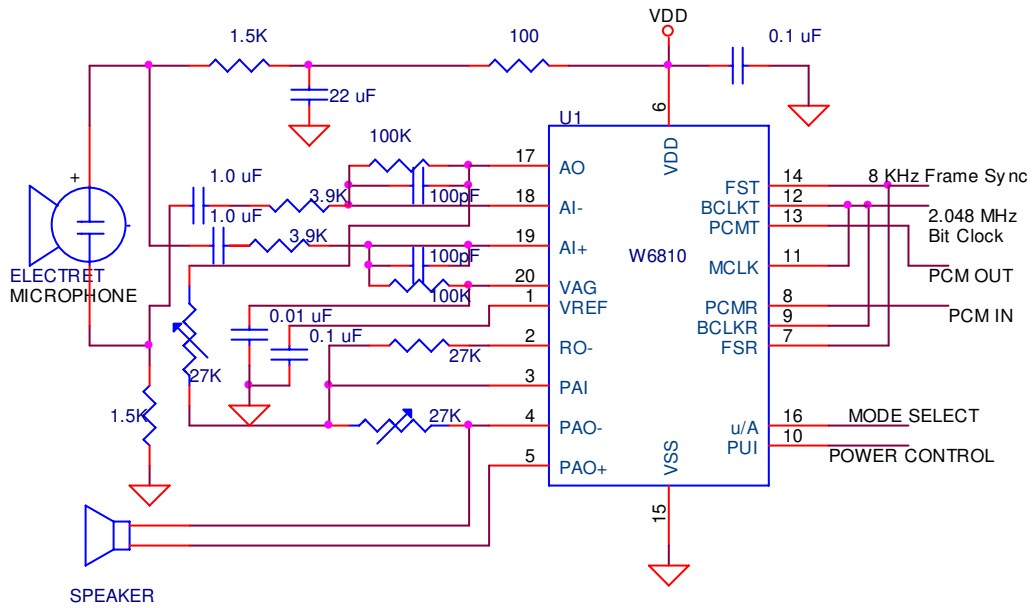 VDD
1.5K
100
0.1 uF
22 uF
6
U1
VDD
100K
17
AO
1.0 uF
3.9K
100pF
18
AI-
1.0 uF
3.9K
19
AI+
100pF
100K
20
VAG
1
VREF
+
-
ELECTRET
MICROPHONE
0.01 uF
0.1 uF
2
RO-
27K
27K
3
PAI
1.5K
27K
4
PAO-
5
PAO+
W6810
FST
14
8 KHz Frame Sync
BCLKT
12
2.048 MHz
Bit Clock
PCMT
13
MCLK
11
PCM OUT
PCMR
8
PCM IN
BCLKR
9
FSR
7
u/A
16
MODE SELECT
PUI
10
POWER CONTROL
VSS
15
SPEAKER